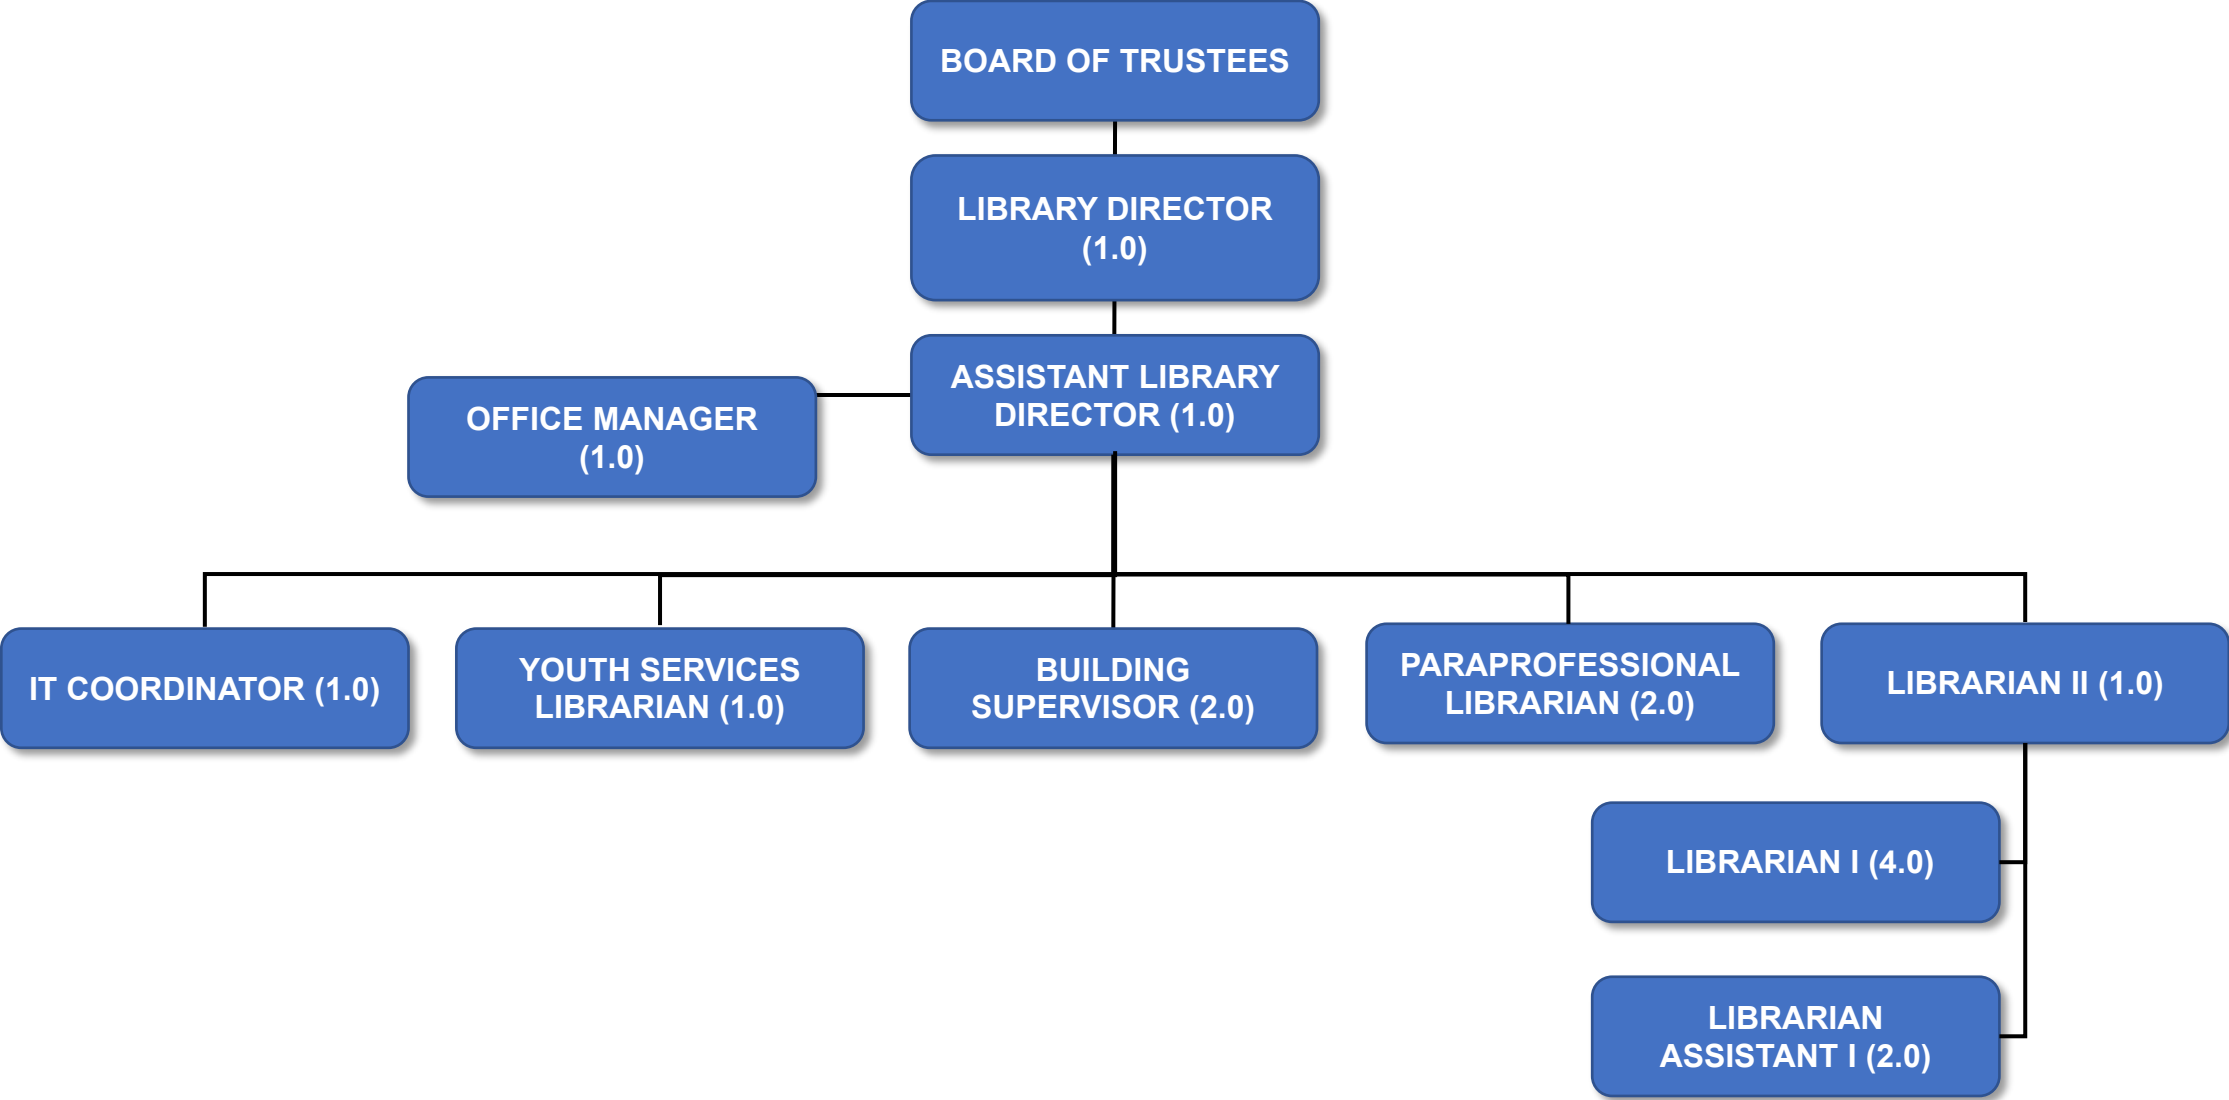 BOARD OF TRUSTEES
LIBRARY DIRECTOR
(1.0)
ASSISTANT LIBRARY
DIRECTOR (1.0)
OFFICE MANAGER
(1.0)
IT COORDINATOR (1.0)
YOUTH SERVICES
LIBRARIAN (1.0)
BUILDING
SUPERVISOR (2.0)
PARAPROFESSIONAL
LIBRARIAN (2.0)
LIBRARIAN II (1.0)
LIBRARIAN I (4.0)
LIBRARIAN
ASSISTANT I (2.0)